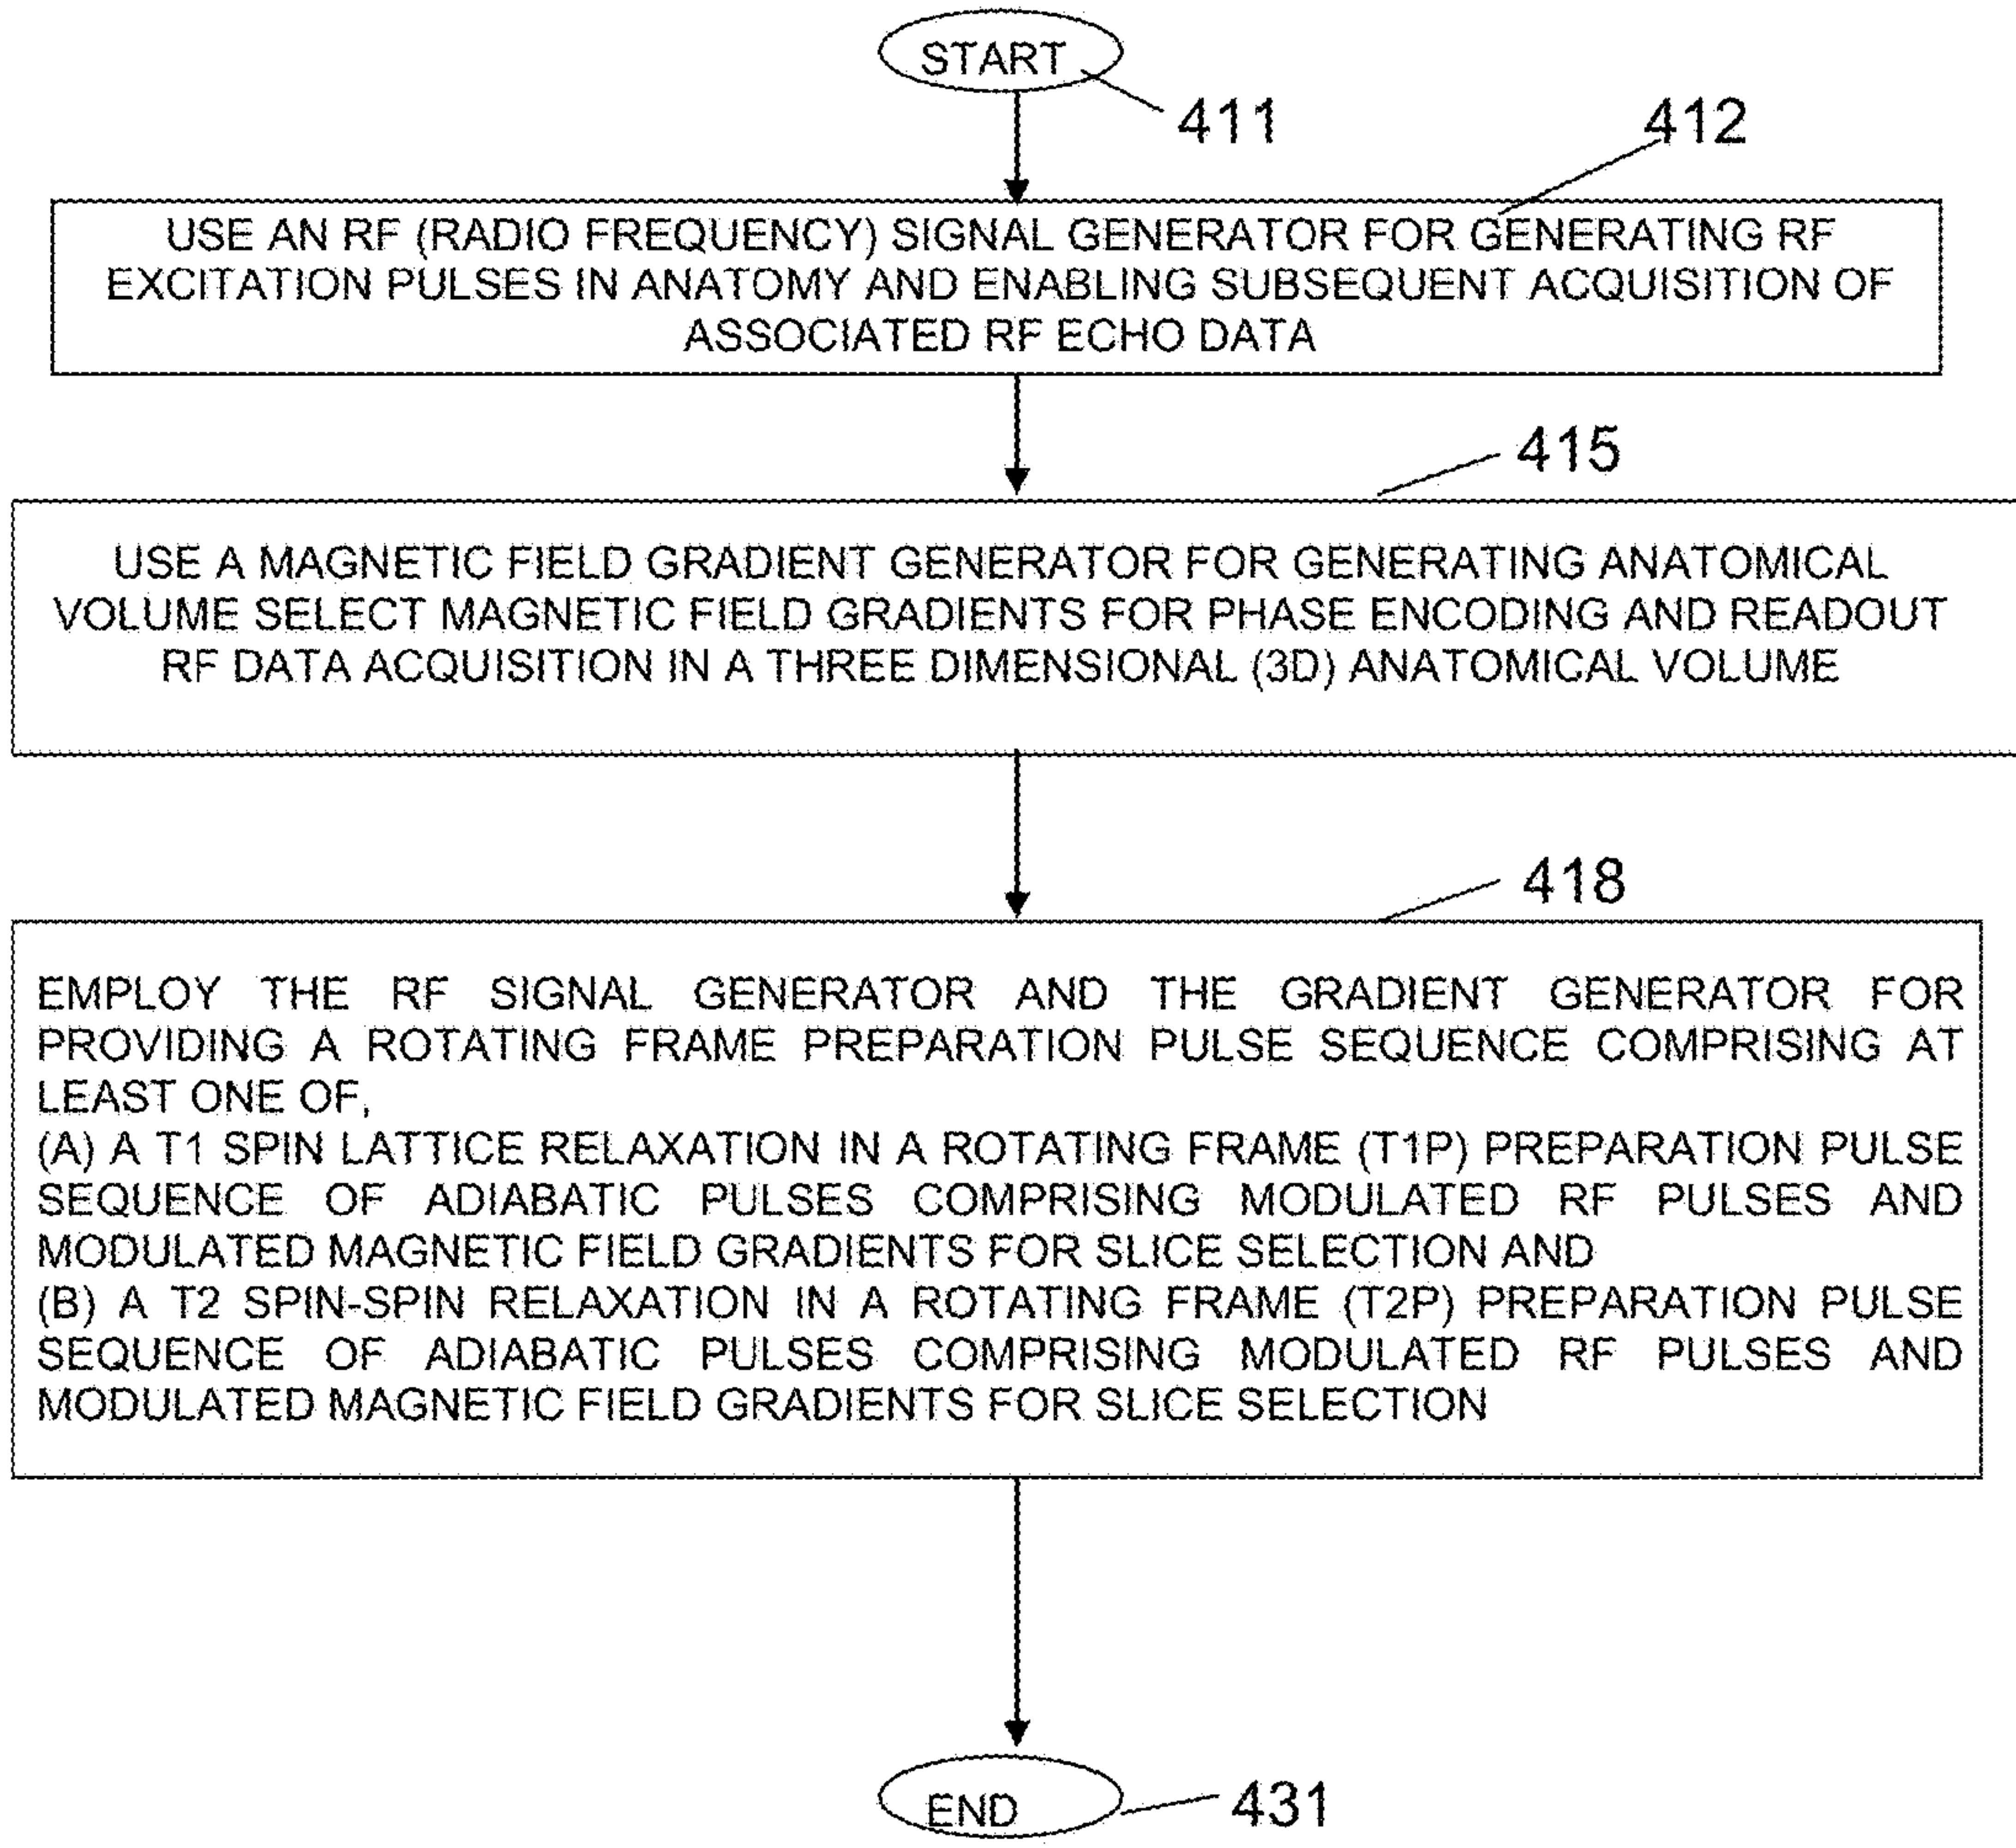 START
411
412
USE AN RF (RADIO FREQUENCY) SIGNAL GENERATOR FOR GENERATING RF
EXCITATION PULSES IN ANATOMY AND ENABLING SUBSEQUENT ACQUISITION OF
ASSOCIATED RF ECHO DATA
415
USE A MAGNETIC FIELD GRADIENT GENERATOR FOR GENERATING ANATOMICAL
VOLUME SELECT MAGNETIC FIELD GRADIENTS FOR PHASE ENCODING AND READOUT
RF DATA ACQUISITION IN A THREE DIMENSIONAL (3D) ANATOMICAL VOLUME
418
EMPLOY THE RF SIGNAL GENERATOR AND THE GRADIENT GENERATOR FOR
PROVIDING A ROTATING FRAME PREPARATION PULSE SEQUENCE COMPRISING AT
LEAST ONE OF,
(A) A T1 SPIN LATTICE RELAXATION IN A ROTATING FRAME (T1P) PREPARATION PULSE
SEQUENCE OF ADIABATIC PULSES COMPRISING MODULATED RF PULSES AND
MODULATED MAGNETIC FIELD GRADIENTS FOR SLICE SELECTION AND
(B) A T2 SPIN-SPIN RELAXATION IN A ROTATING FRAME (T2P) PREPARATION PULSE
SEQUENCE OF ADIABATIC PULSES COMPRISING MODULATED RF PULSES AND
MODULATED MAGNETIC FIELD GRADIENTS FOR SLICE SELECTION
END
431